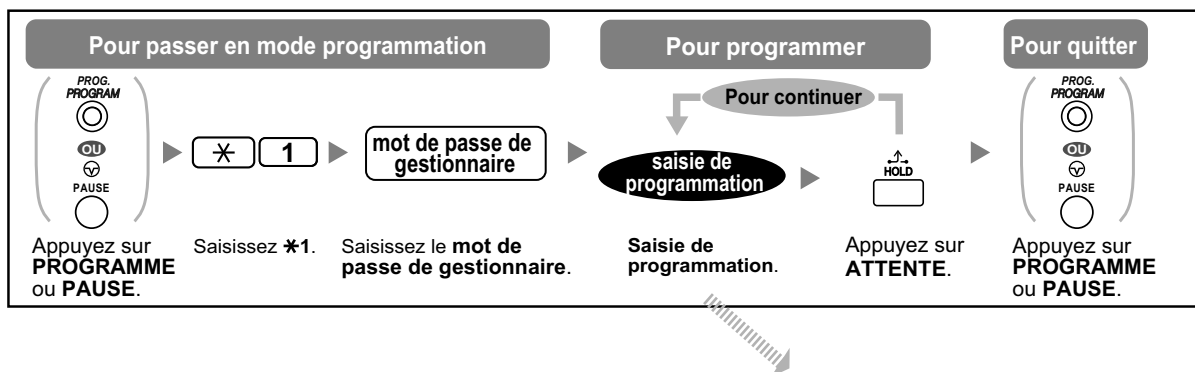 Pour passer en mode programmation
PROG.
PROGRAM
OU
PAUSE
Appuyez sur
PROGRAMME
ou PAUSE.
✱
1
Saisissez ✱1.
mot de passe de
gestionnaire
Saisissez le mot de
passe de gestionnaire.
Pour programmer
Pour continuer
saisie de
programmation
Saisie de
programmation.
HOLD
Appuyez sur
ATTENTE.
Pour quitter
PROG.
PROGRAM
OU
PAUSE
Appuyez sur
PROGRAMME
ou PAUSE.